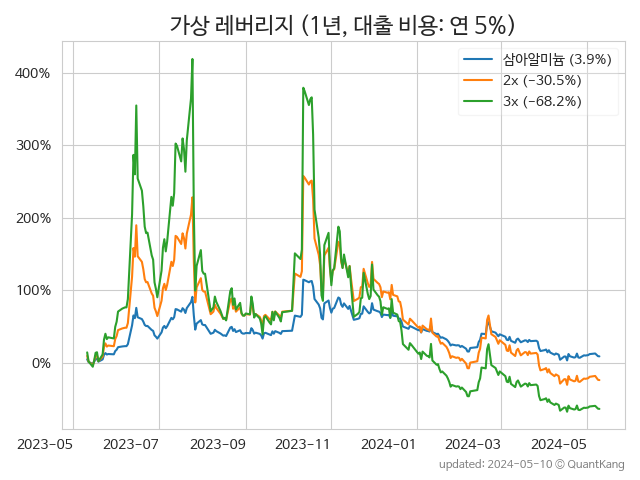 가상 레버리지 (1년, 대출 비용: 연 5%)
삼아알미늄 (3.9%)
2x (-30.5%)
3x (-68.2%)
400%
300%
200%
100%
0%
2023-05 2023-07 2023-09 2023-11 2024-01 2024-03 2024-05
updated: 2024-05-10 © QuantKang